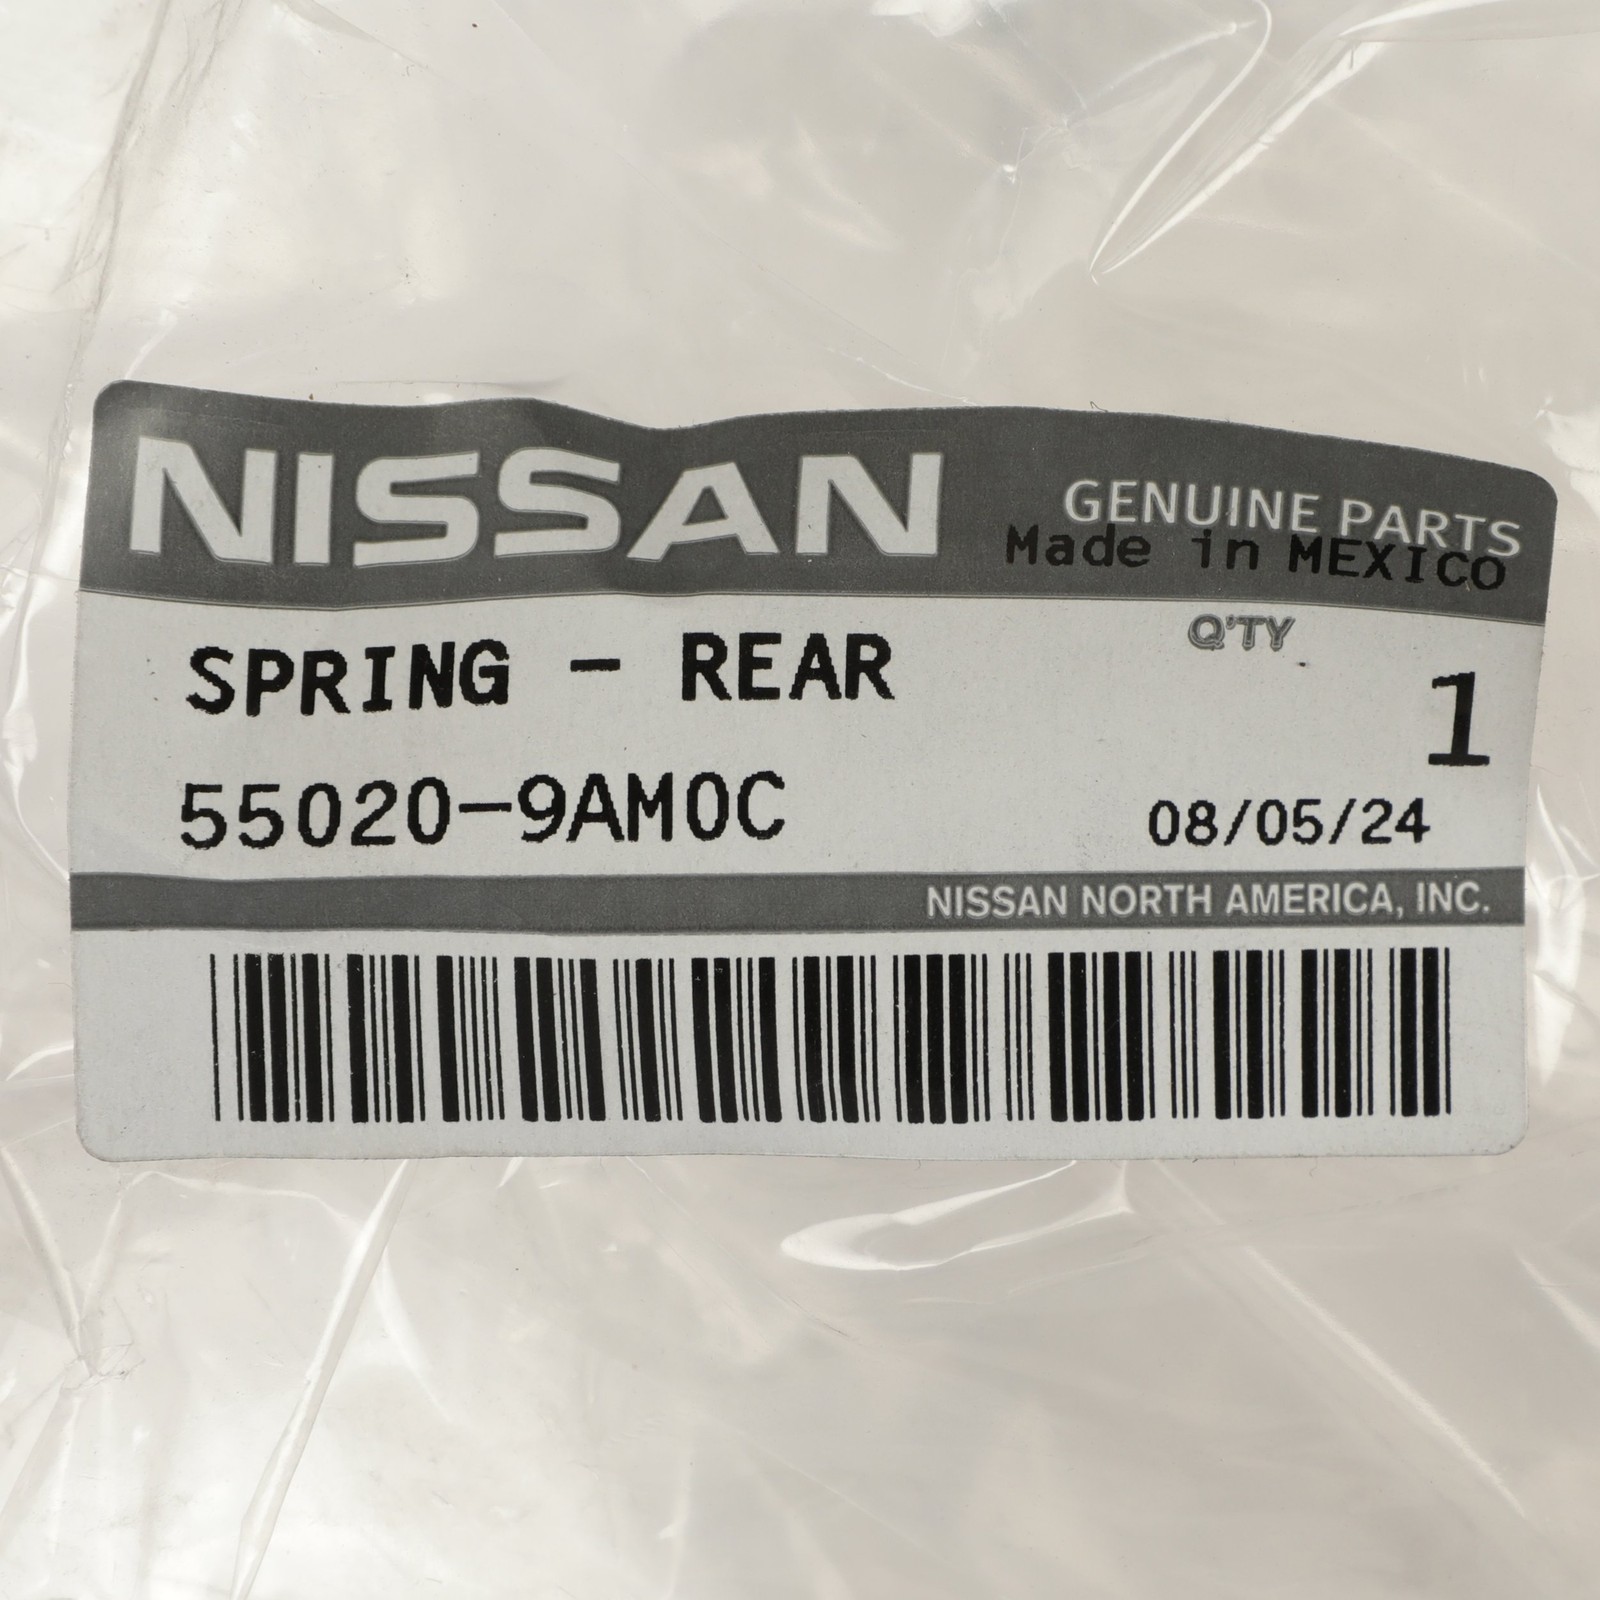 NISSAN
GENUINE PARTS
Made in MEXICO
Q'TY
SPRING - REAR
1
55020-9AM0C
08/05/24
NISSAN NORTH AMERICA, INC.